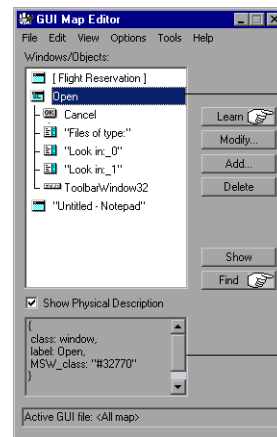 GUI Map Editor
File Edit View Options Tools Help
Windows/Objects:
[ Flight Reservation ]
Open
OK
Cancel
"Files of type:"
"Look in:_0"
"Look in:_1"
ToolbarWindow32
"Untitled - Notepad"
Learn
Modify...
Add...
Delete
Show
Find
Show Physical Description
{
class: window,
label: Open,
MSW_class: "#32770"
}
Active GUI file: <All map>